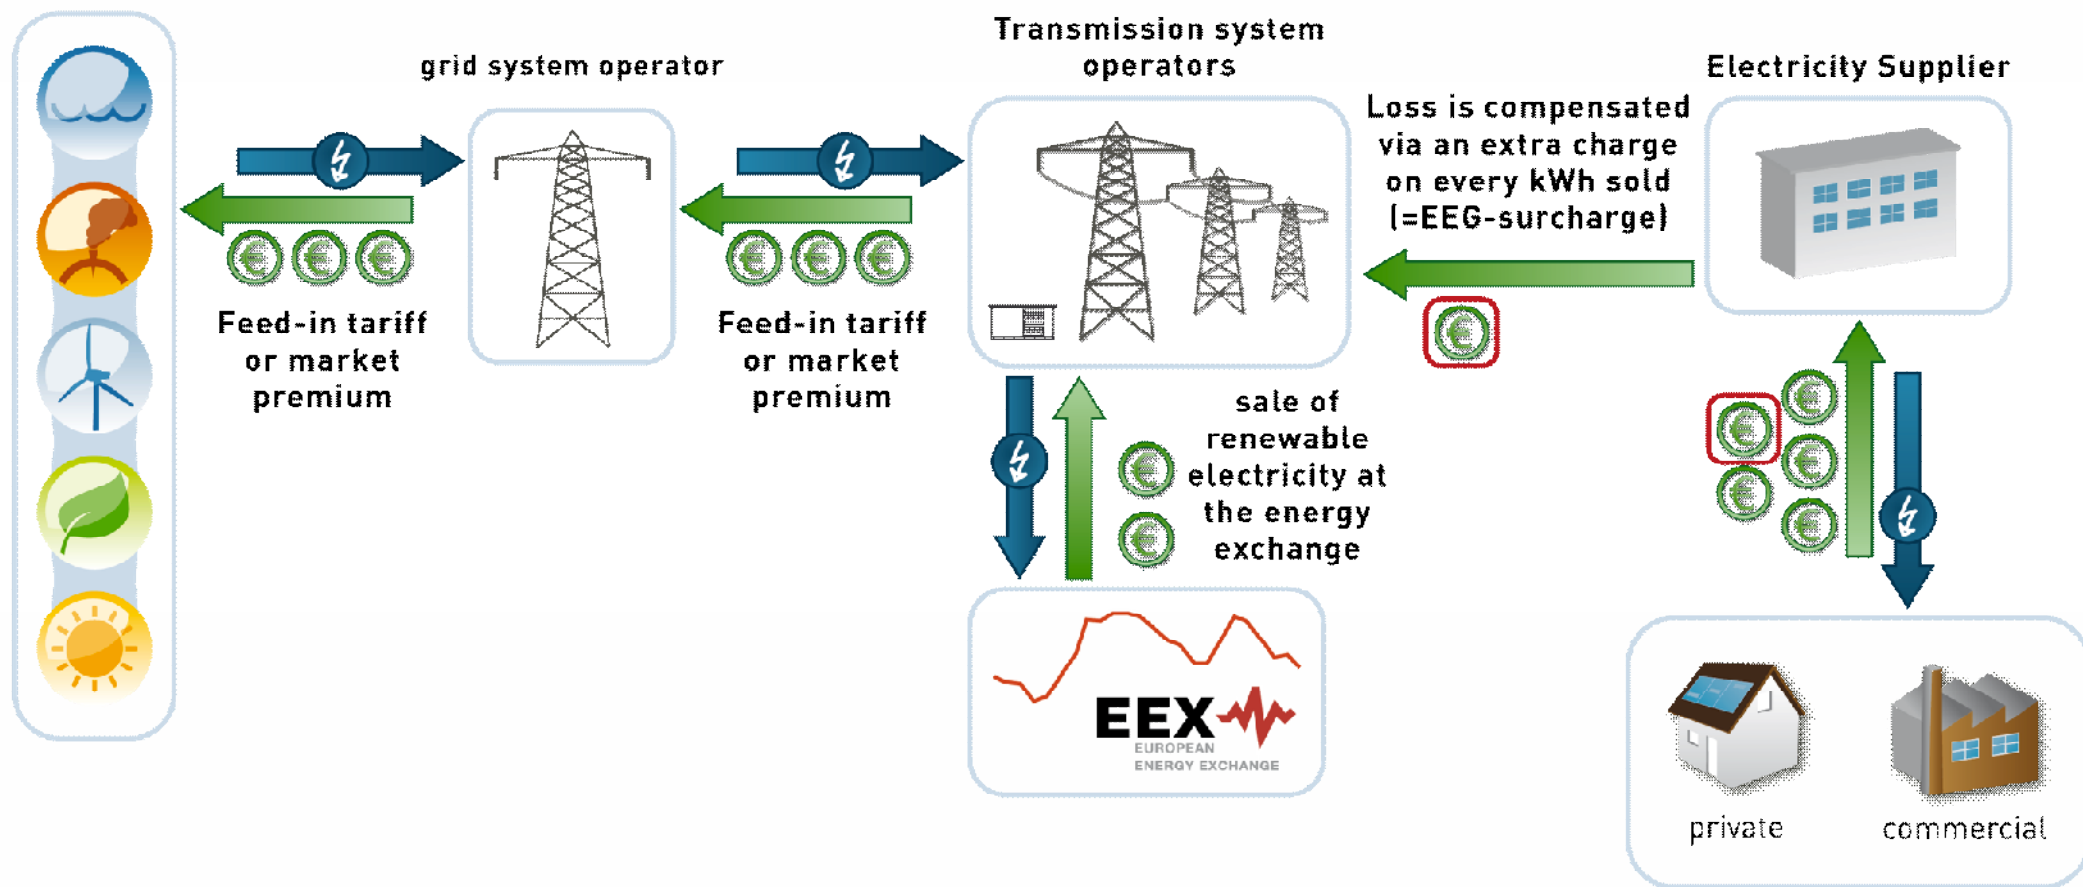 grid system operator
Transmission system
operators
Electricity Supplier
Loss is compensated
via an extra charge
on every kWh sold
(=EEG-surcharge)
Feed-in tariff
or market
premium
Feed-in tariff
or market
premium
sale of
renewable
electricity at
the energy
exchange
EEX
EUROPEAN
ENERGY EXCHANGE
private
commercial